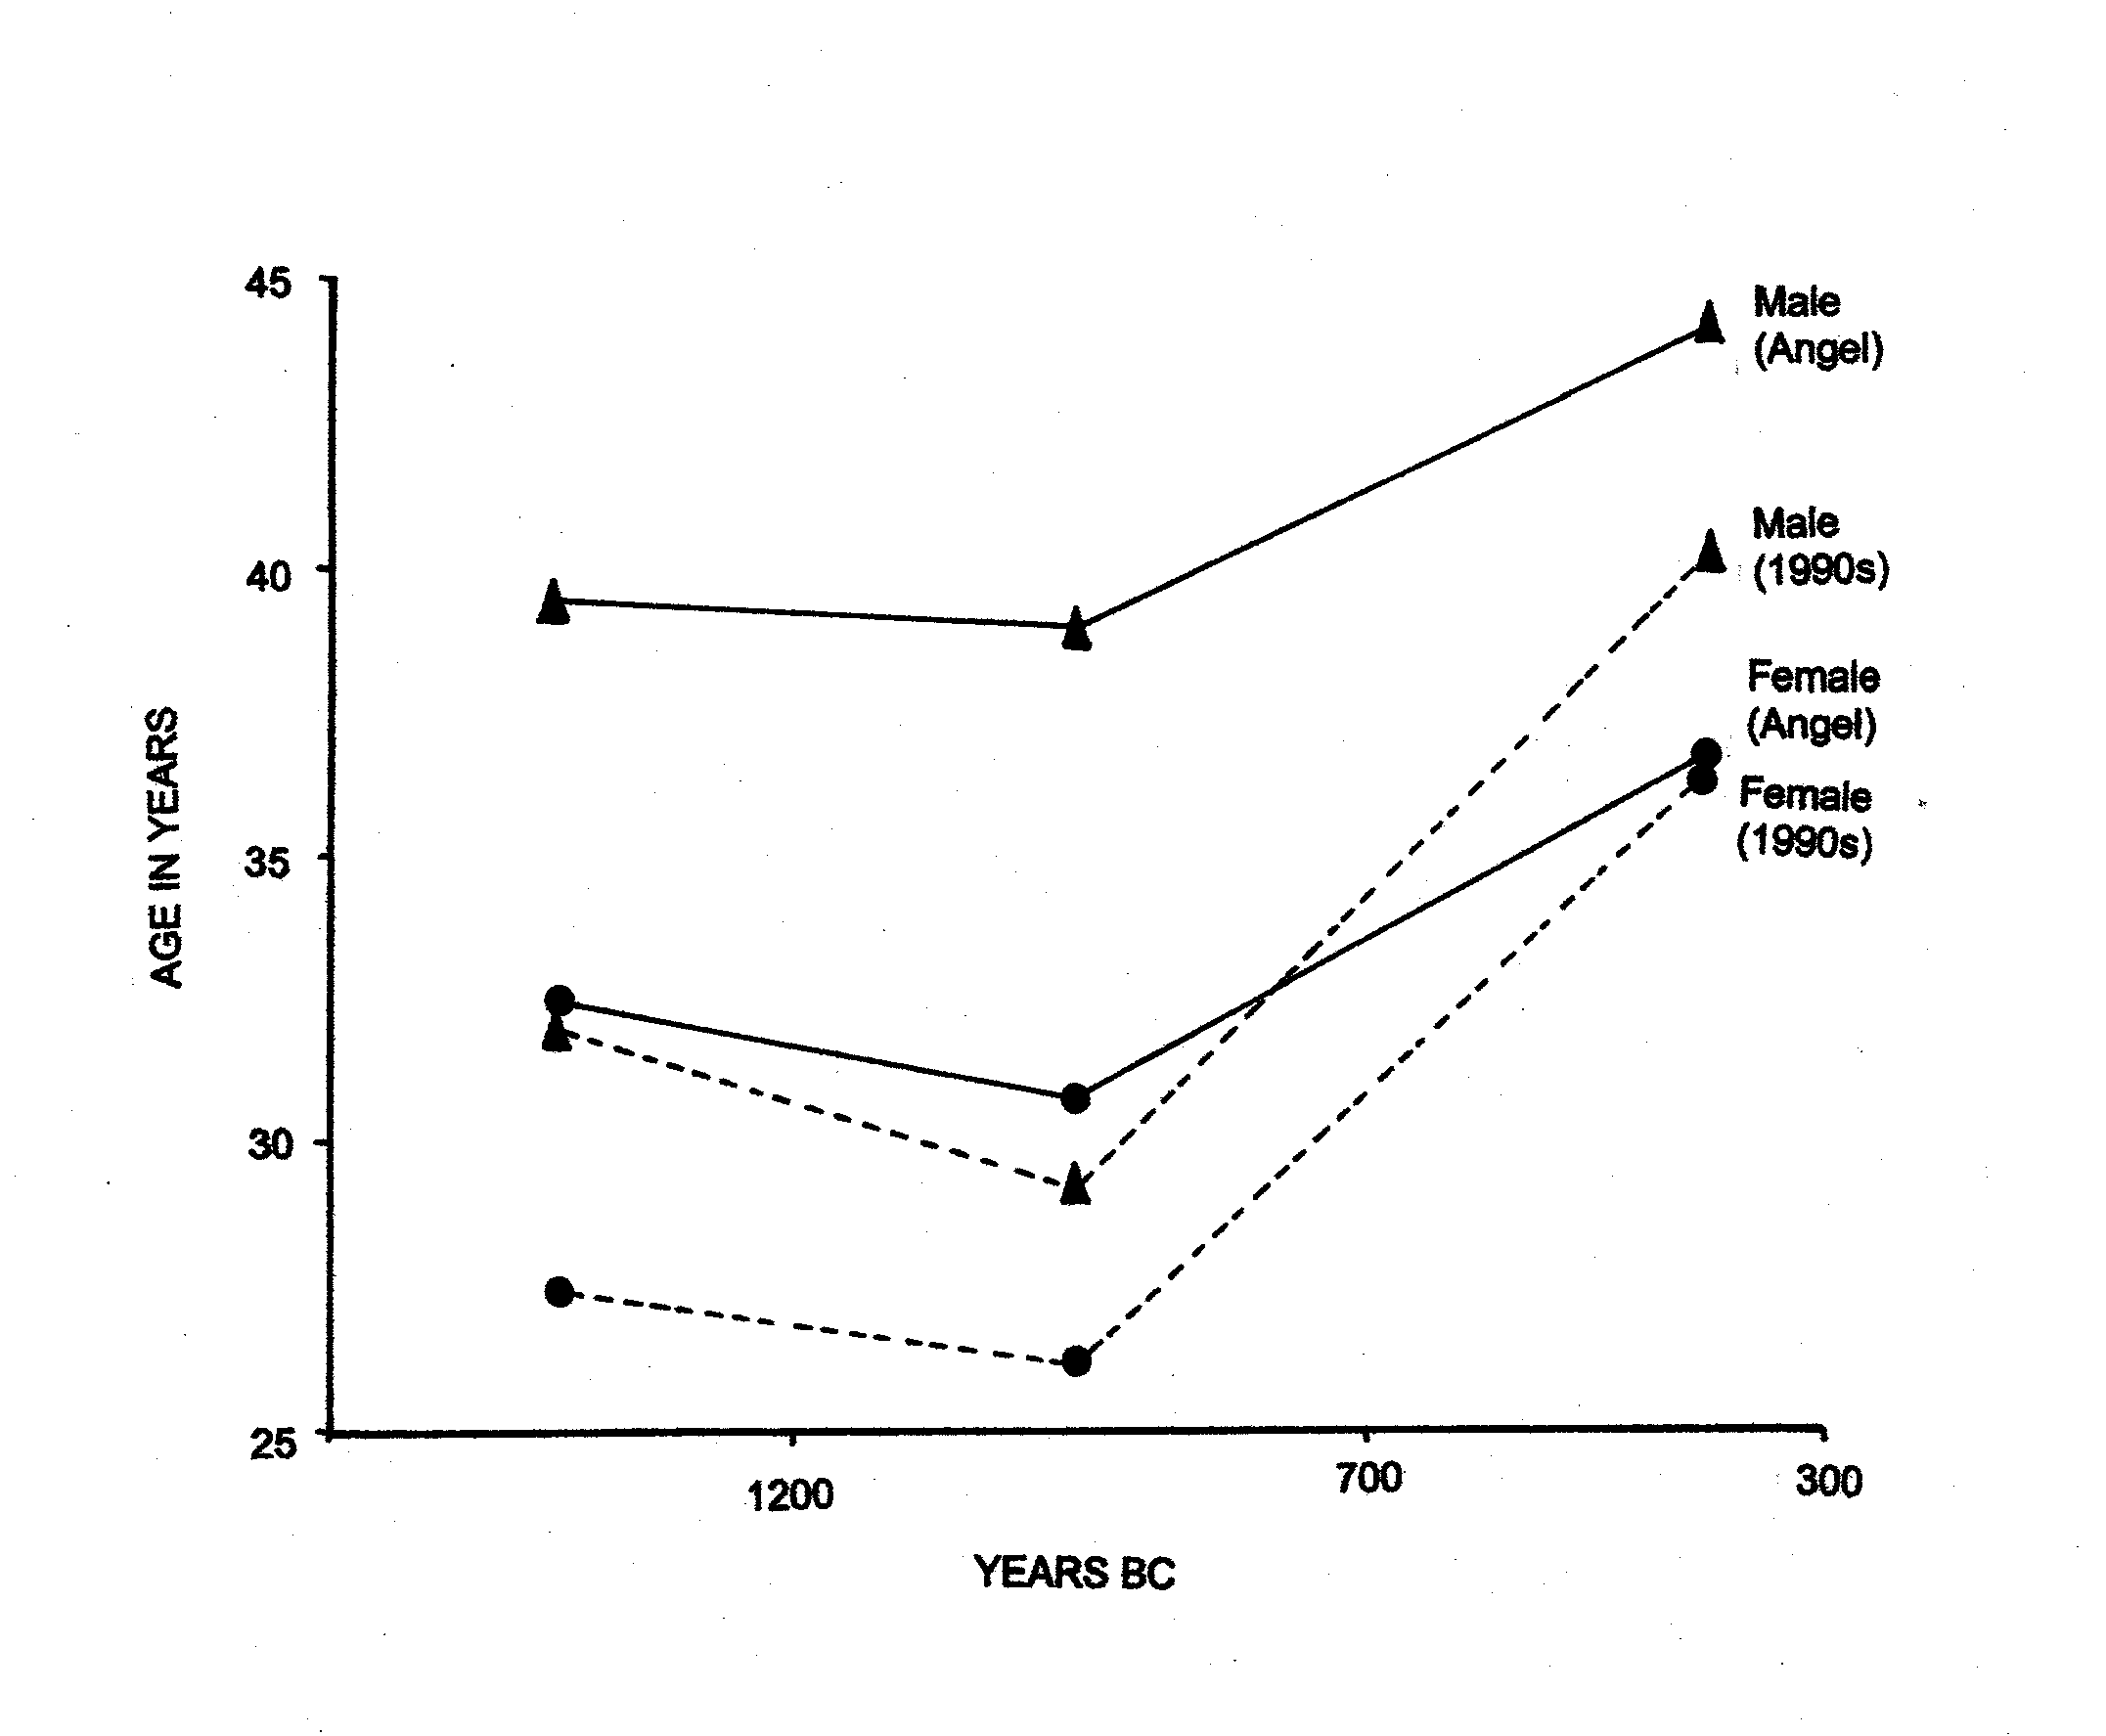 45
40
35
30
25
AGE IN YEARS
Male
(Angel)
Male
(1990s)
Female
(Angel)
Female
(1990s)
1200
700
300
YEARS BC